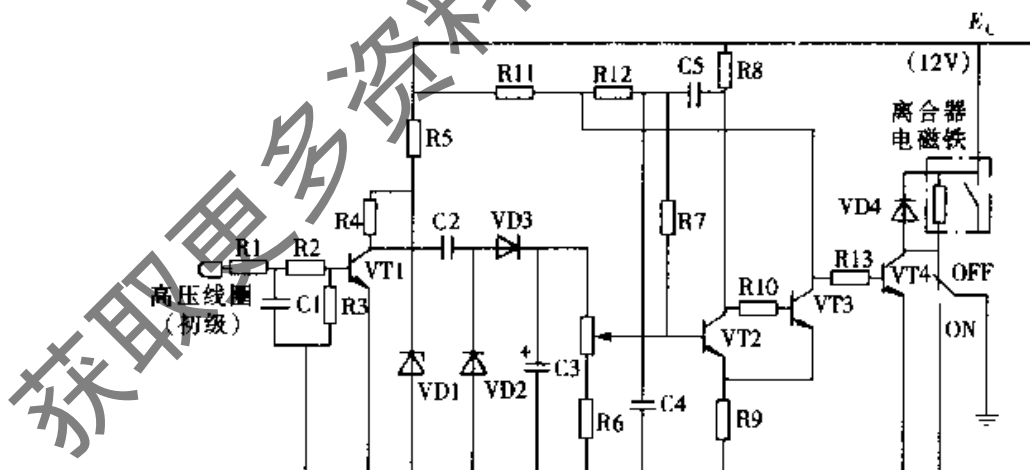 E_C
(12V)
R11
R12
C5
R8
离合器
电磁铁
R5
R4
C2
VD3
R7
VD4
R1
R2
VT1
R13
VT4
OFF
高压线圈
(初级)
C1
R3
R10
VT3
ON
VT2
VD1
VD2
+
C3
R6
C4
R9
获取更多资料